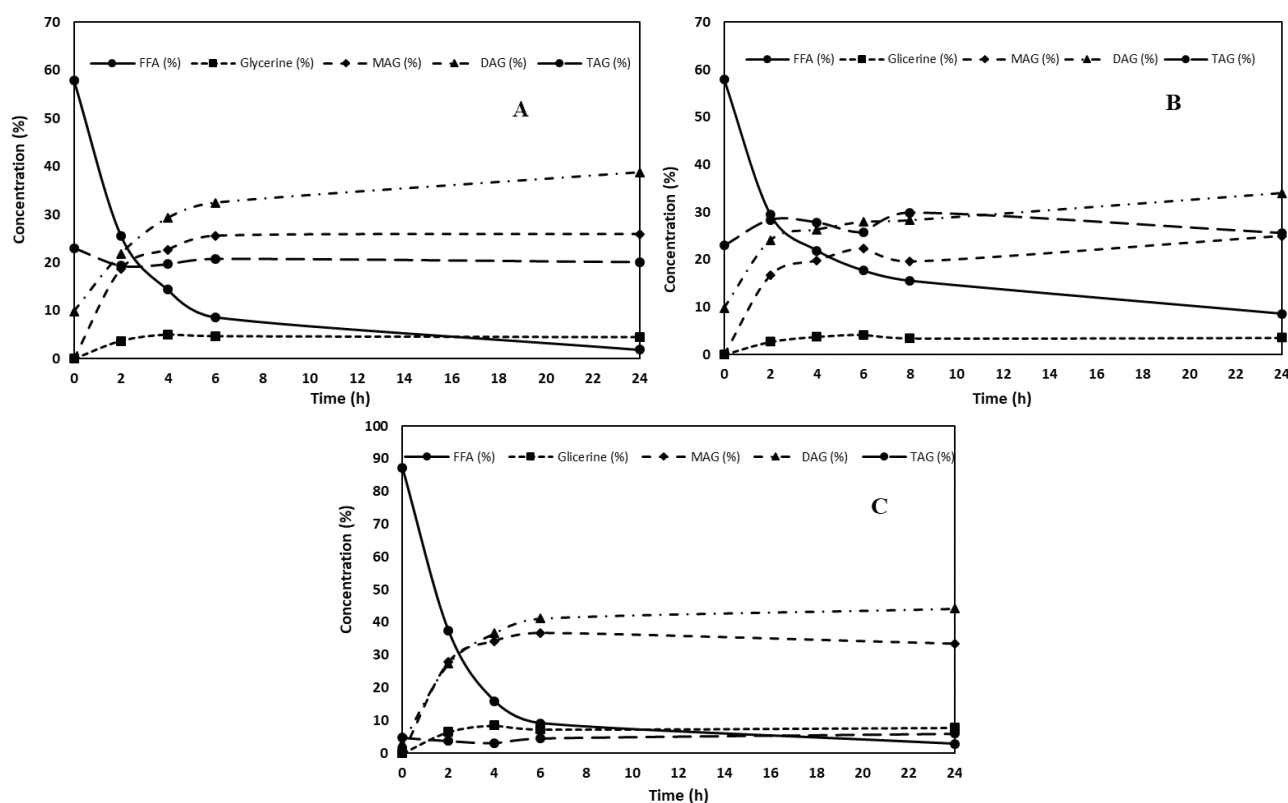 70
60
50
40
30
20
10
0
Concentration (%)
FFA (%) Glycerine (%) MAG (%) DAG (%) TAG (%)
A
0 2 4 6 8 10 12 14 16 18 20 22 24
Time (h)
70
60
50
40
30
20
10
0
Concentration (%)
FFA (%) Glicerine (%) MAG (%) DAG (%) TAG (%)
B
0 2 4 6 8 10 12 14 16 18 20 22 24
Time (h)
100
90
80
70
60
50
40
30
20
10
0
Concentration (%)
FFA (%) Glicerine (%) MAG (%) DAG (%) TAG (%)
C
0 2 4 6 8 10 12 14 16 18 20 22 24
Time (h)